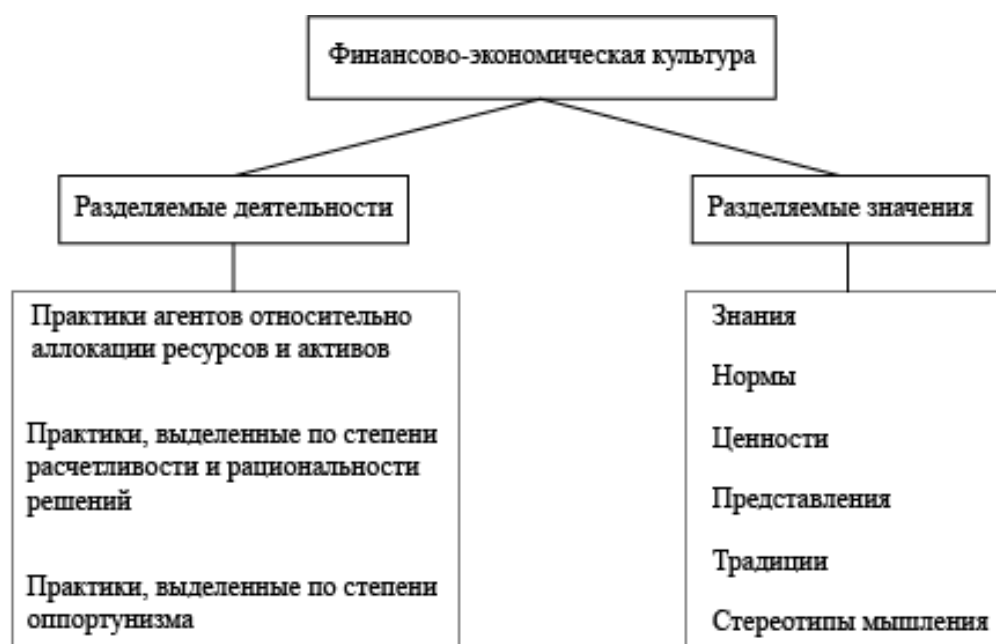 Финансово-экономическая культура
Разделяемые деятельности
Разделяемые значения
Практики агентов относительно
аллокации ресурсов и активов
Практики, выделенные по степени
расчетливости и рациональности
решений
Практики, выделенные по степени
оппортунизма
Знания
Нормы
Ценности
Представления
Традиции
Стереотипы мышления